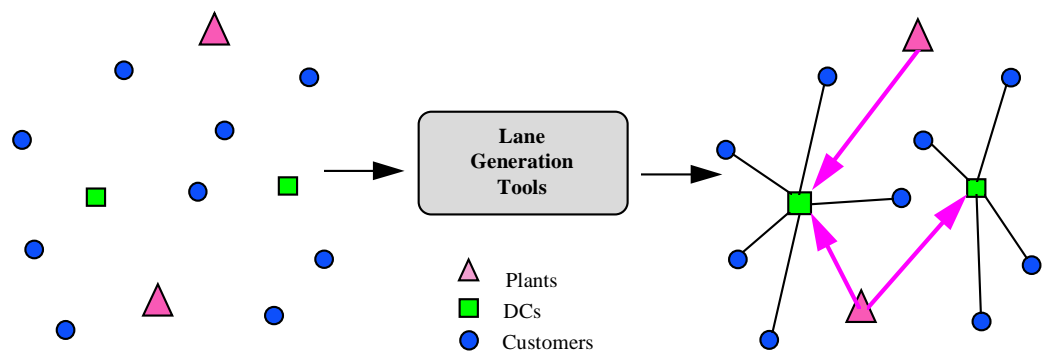 Lane
Generation
Tools
Plants
DCs
Customers